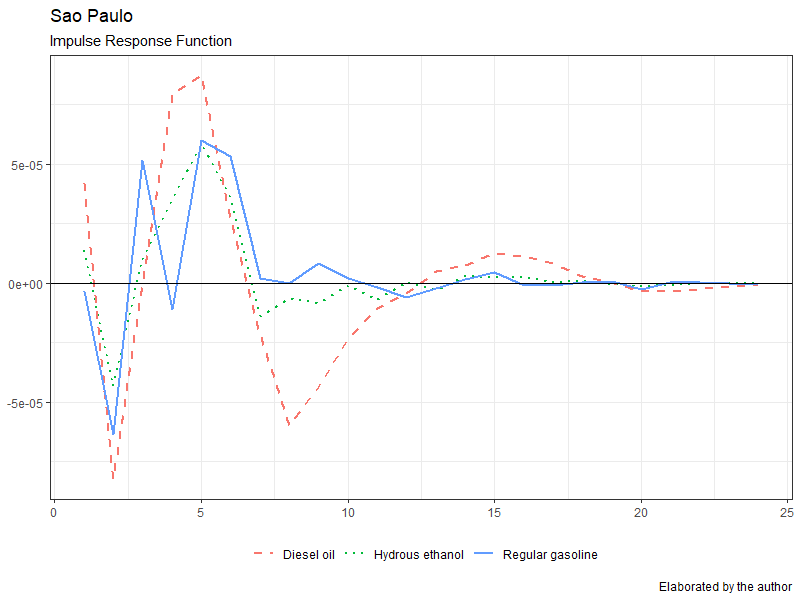 Sao Paulo
Impulse Response Function
5e-05
0e+00
-5e-05
0 5 10 15 20 25
Diesel oil Hydrous ethanol Regular gasoline
Elaborated by the author